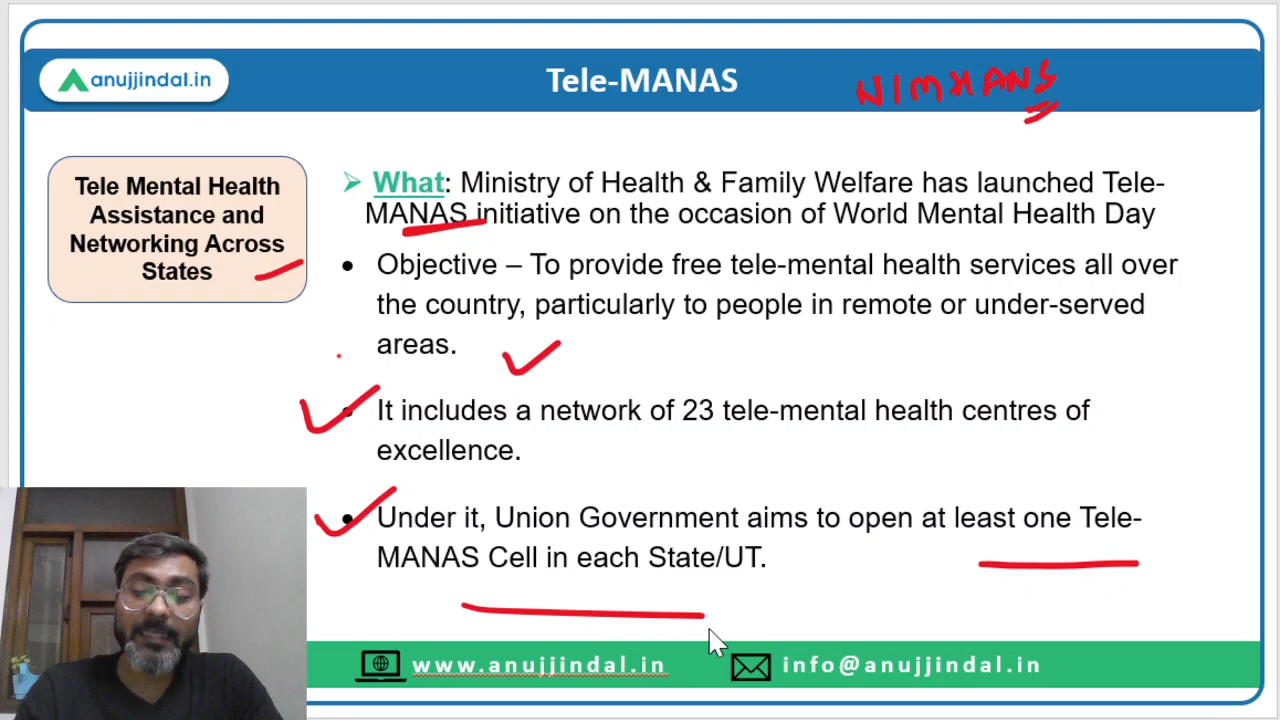 anujjindal.in
Tele-MANAS
NIMHANS
Tele Mental Health
Assistance and
Networking Across
States
What: Ministry of Health & Family Welfare has launched Tele-
MANAS initiative on the occasion of World Mental Health Day
Objective – To provide free tele-mental health services all over
the country, particularly to people in remote or under-served
areas.
It includes a network of 23 tele-mental health centres of
excellence.
Under it, Union Government aims to open at least one Tele-
MANAS Cell in each State/UT.
www.anujjindal.in
info@anujjindal.in